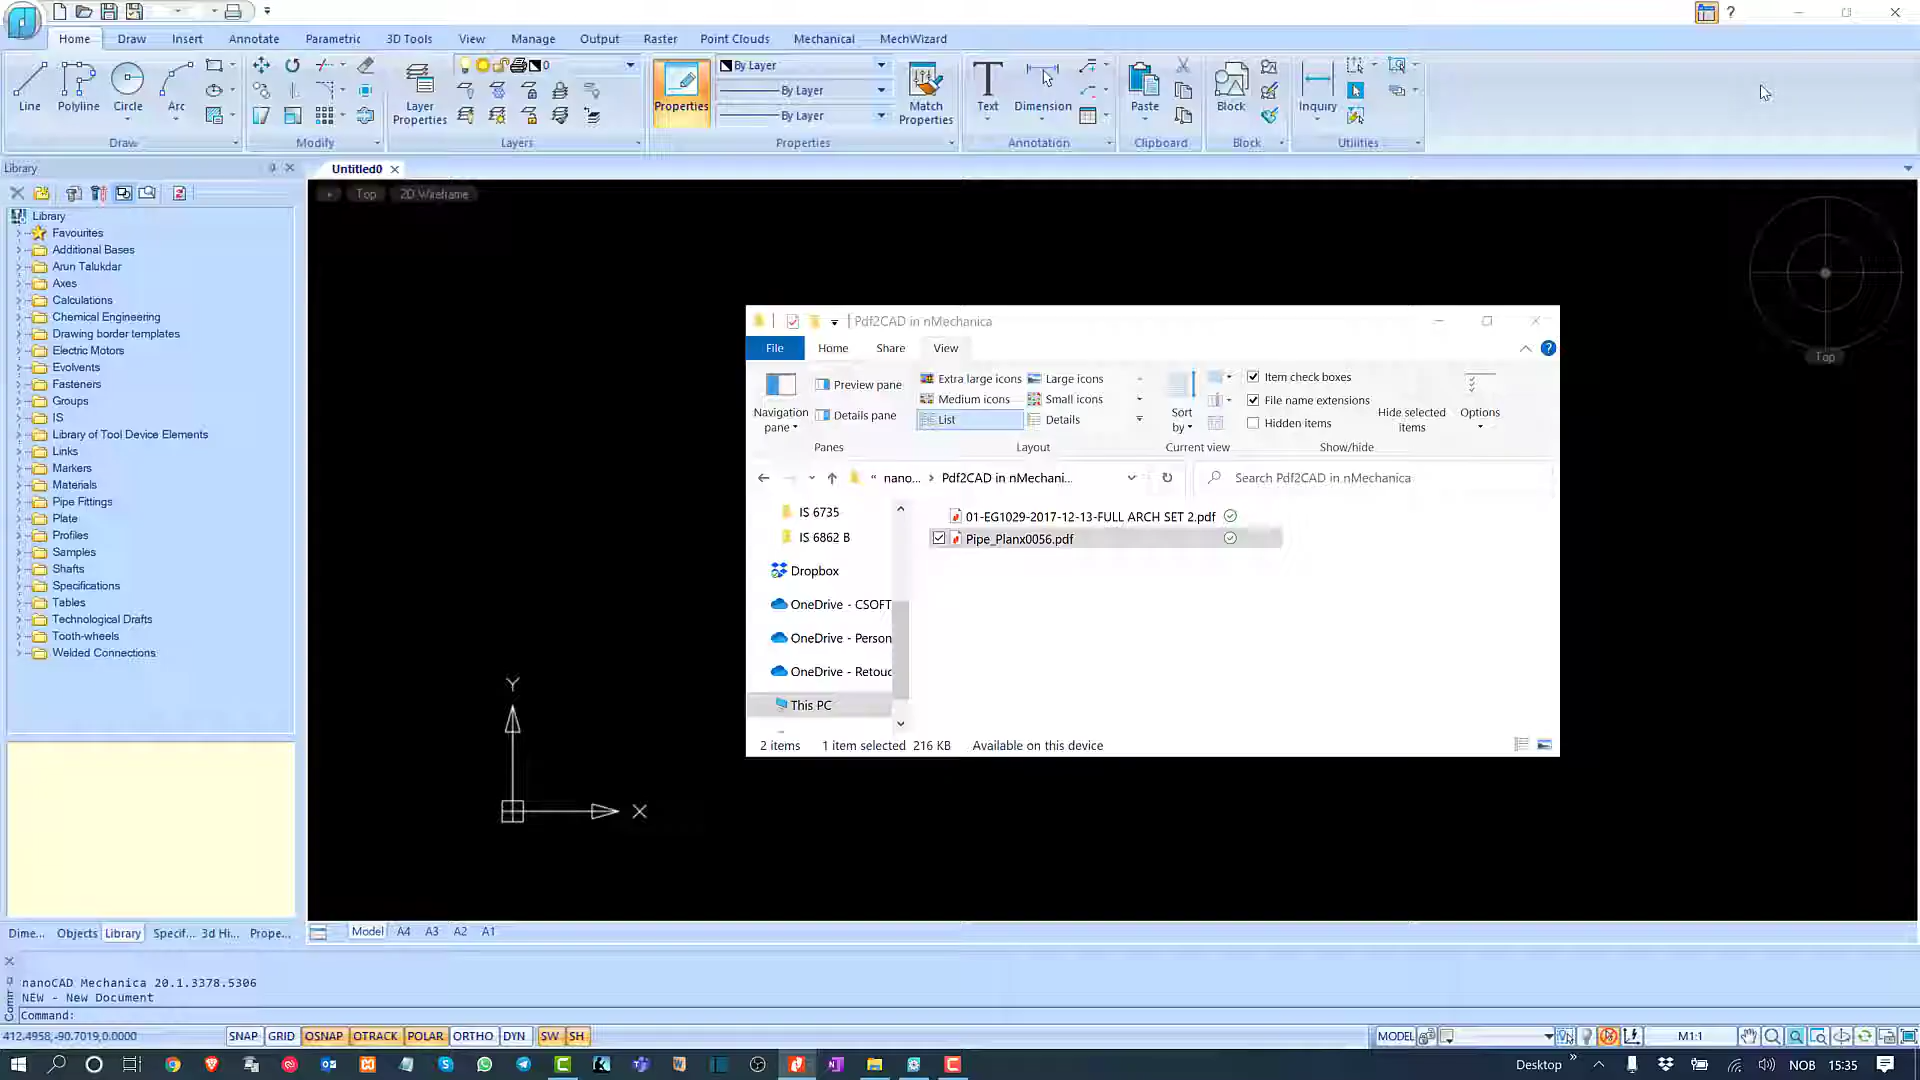 Home Draw Insert Annotate Parametric 3D Tools View Manage Output Raster Point Clouds Mechanical MechWizard
0
By Layer
By Layer
By Layer
Line Polyline Circle Arc
Layer Properties
Properties
Match Properties
Text Dimension
Paste
Block
Inquiry
Draw Modify Layers Properties Annotation Clipboard Block Utilities
Library
Untitled0
Top 2D Wireframe
Library
Favourites
Additional Bases
Arun Talukdar
Axes
Calculations
Chemical Engineering
Drawing border templates
Electric Motors
Evolvents
Fasteners
Groups
IS
Library of Tool Device Elements
Links
Markers
Materials
Pipe Fittings
Plate
Profiles
Samples
Shafts
Specifications
Tables
Technological Drafts
Tooth-wheels
Welded Connections
Top
Pdf2CAD in nMechanica
File Home Share View
Navigation pane
Preview pane
Details pane
Extra large icons Large icons
Medium icons Small icons
List Details
Sort by
Item check boxes
File name extensions
Hidden items
Hide selected items
Options
Panes Layout Current view Show/hide
« nano... › Pdf2CAD in nMechani...
Search Pdf2CAD in nMechanica
IS 6735
IS 6862 B
Dropbox
OneDrive - CSOFT
OneDrive - Person
OneDrive - Retouc
This PC
01-EG1029-2017-12-13-FULL ARCH SET 2.pdf
Pipe_Planx0056.pdf
2 items 1 item selected 216 KB Available on this device
Y
X
Dime... Objects Library Specif... 3d Hi... Prope...
Model A4 A3 A2 A1
Comm
nanoCAD Mechanica 20.1.3378.5306
NEW - New Document
Command:
412.4958,-90.7019,0.0000
SNAP GRID OSNAP OTRACK POLAR ORTHO DYN SW SH
MODEL
M1:1
Desktop
NOB 15:35